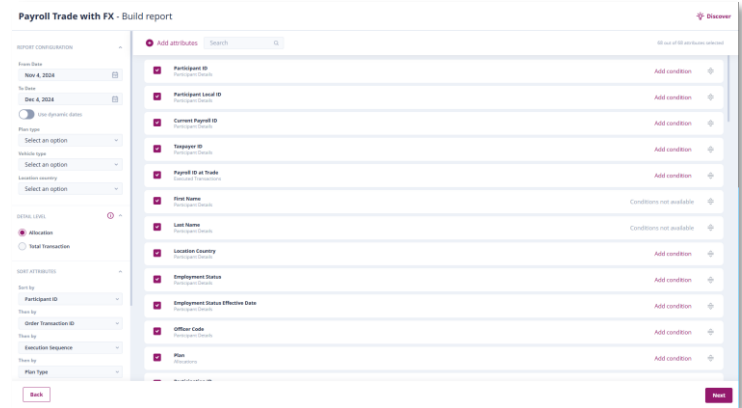 Payroll Trade with FX - Build report
Discover
REPORT CONFIGURATION
From Date
Nov 4, 2024
To Date
Dec 4, 2024
Use dynamic dates
Plan type
Select an option
Vehicle type
Select an option
Location country
Select an option
DETAIL LEVEL
Allocation
Total Transaction
SORT ATTRIBUTES
Sort by
Participant ID
Then by
Order Transaction ID
Then by
Execution Sequence
Then by
Plan Type
Add attributes
Search
Participant ID
Participant Details
Add condition
Participant Local ID
Participant Details
Add condition
Current Payroll ID
Participant Details
Add condition
Taxpayer ID
Participant Details
Add condition
Payroll ID at Trade
Executed Transactions
Add condition
First Name
Participant Details
Conditions not available
Last Name
Participant Details
Conditions not available
Location Country
Participant Details
Add condition
Employment Status
Participant Details
Add condition
Employment Status Effective Date
Participant Details
Add condition
Officer Code
Participant Details
Add condition
Plan
Allocations
Add condition
Back
Next